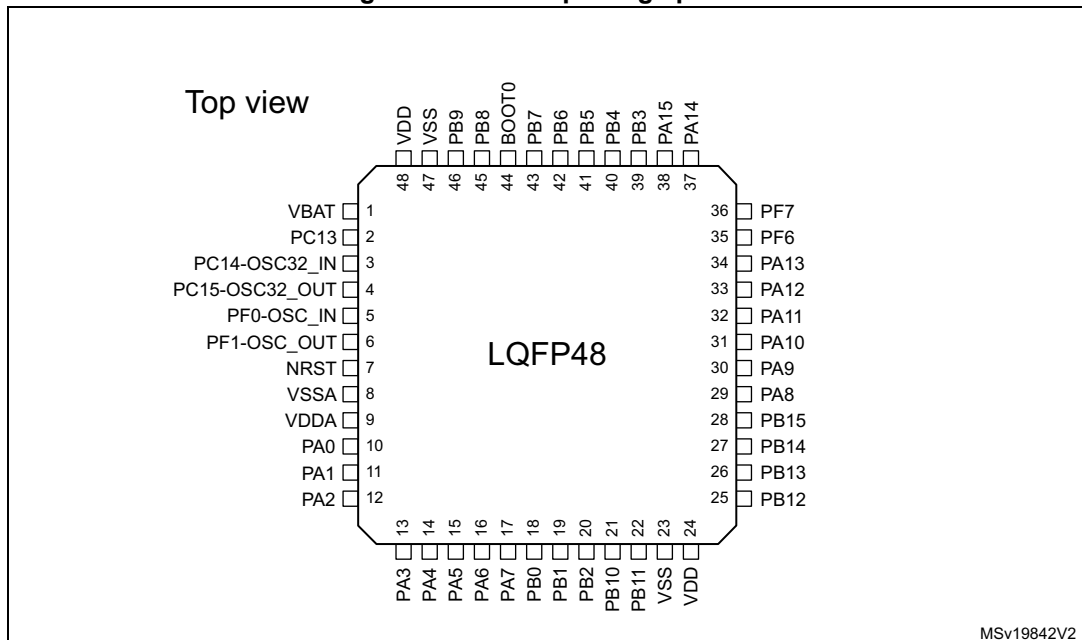 Top view
48 VDD
47 VSS
46 PB9
45 PB8
44 BOOT0
43 PB7
42 PB6
41 PB5
40 PB4
39 PB3
38 PA15
37 PA14
VBAT 1
PC13 2
PC14-OSC32_IN 3
PC15-OSC32_OUT 4
PF0-OSC_IN 5
PF1-OSC_OUT 6
NRST 7
VSSA 8
VDDA 9
PA0 10
PA1 11
PA2 12
LQFP48
36 PF7
35 PF6
34 PA13
33 PA12
32 PA11
31 PA10
30 PA9
29 PA8
28 PB15
27 PB14
26 PB13
25 PB12
PA3 13
PA4 14
PA5 15
PA6 16
PA7 17
PB0 18
PB1 19
PB2 20
PB10 21
PB11 22
VSS 23
VDD 24
MSv19842V2